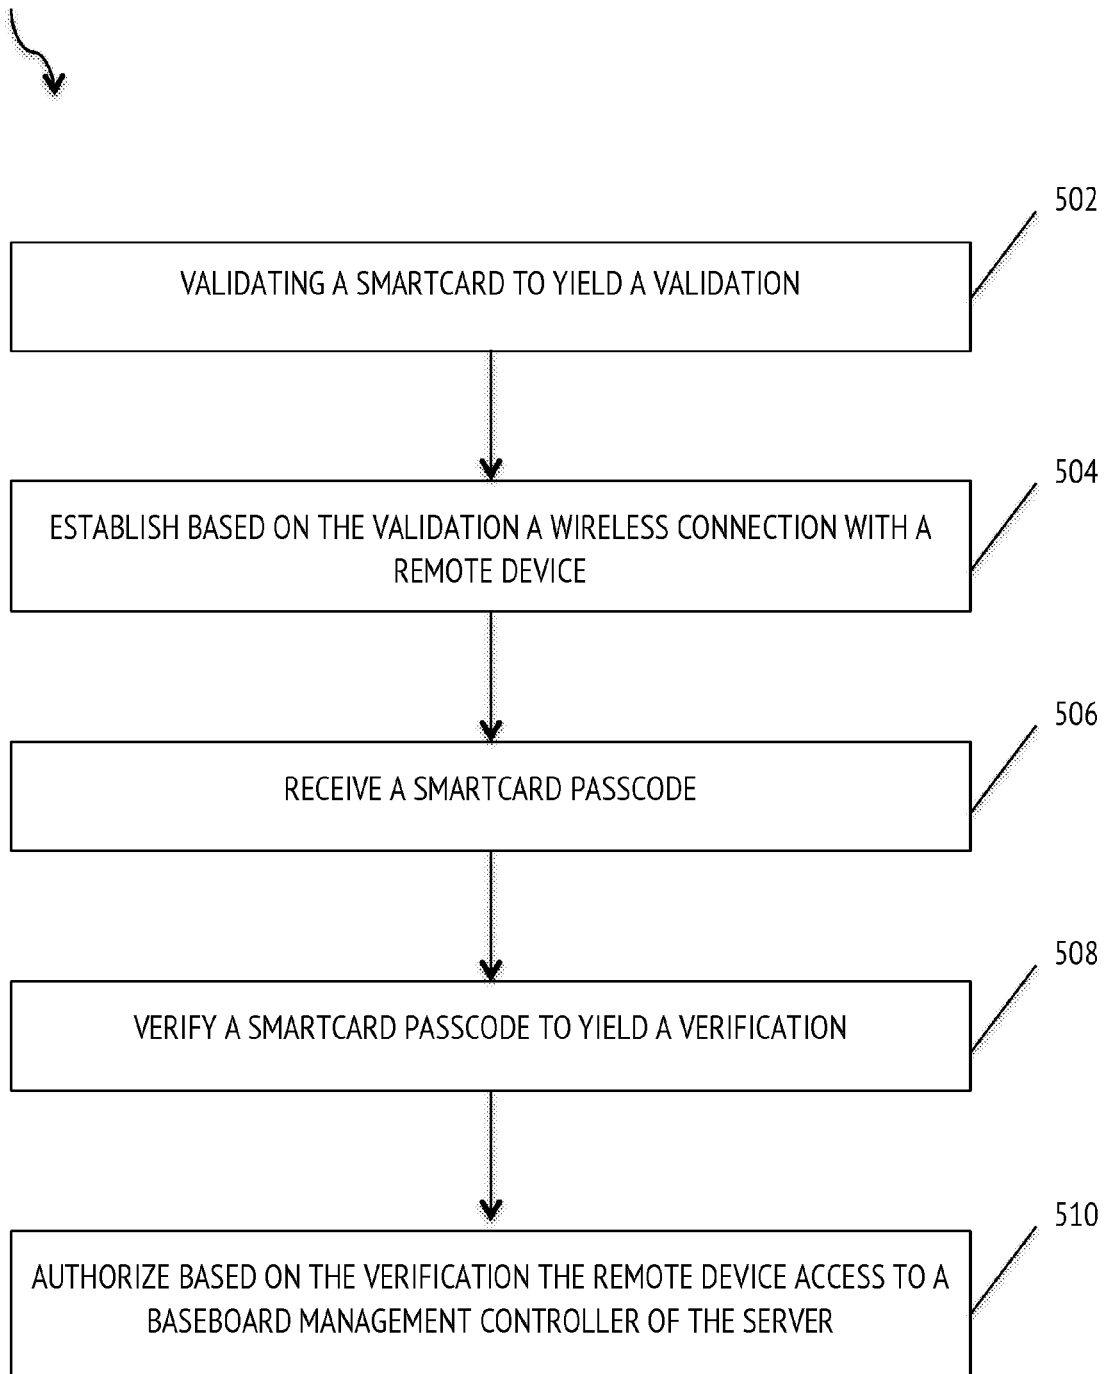 502
VALIDATING A SMARTCARD TO YIELD A VALIDATION
504
ESTABLISH BASED ON THE VALIDATION A WIRELESS CONNECTION WITH A
REMOTE DEVICE
506
RECEIVE A SMARTCARD PASSCODE
508
VERIFY A SMARTCARD PASSCODE TO YIELD A VERIFICATION
510
AUTHORIZE BASED ON THE VERIFICATION THE REMOTE DEVICE ACCESS TO A
BASEBOARD MANAGEMENT CONTROLLER OF THE SERVER